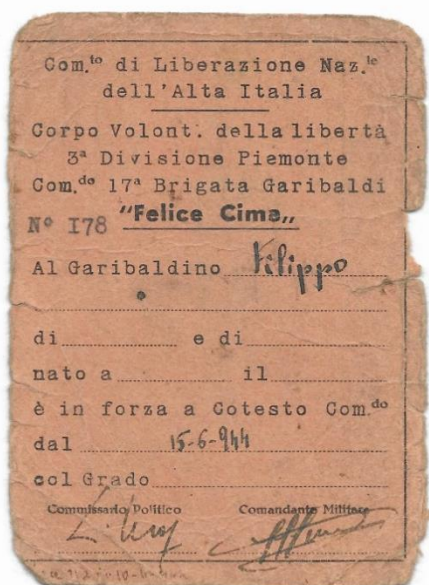 Com.to di Liberazione Naz.le
dell'Alta Italia
Corpo Volont. della libertà
3ª Divisione Piemonte
Com.do 17ª Brigata Garibaldi
"Felice Cima„
Nº I78
Al Garibaldino Filippo
di e di
nato a il
è in forza a Cotesto Com.do
dal 15-6-944
col Grado
Commissario Politico Comandante Militare